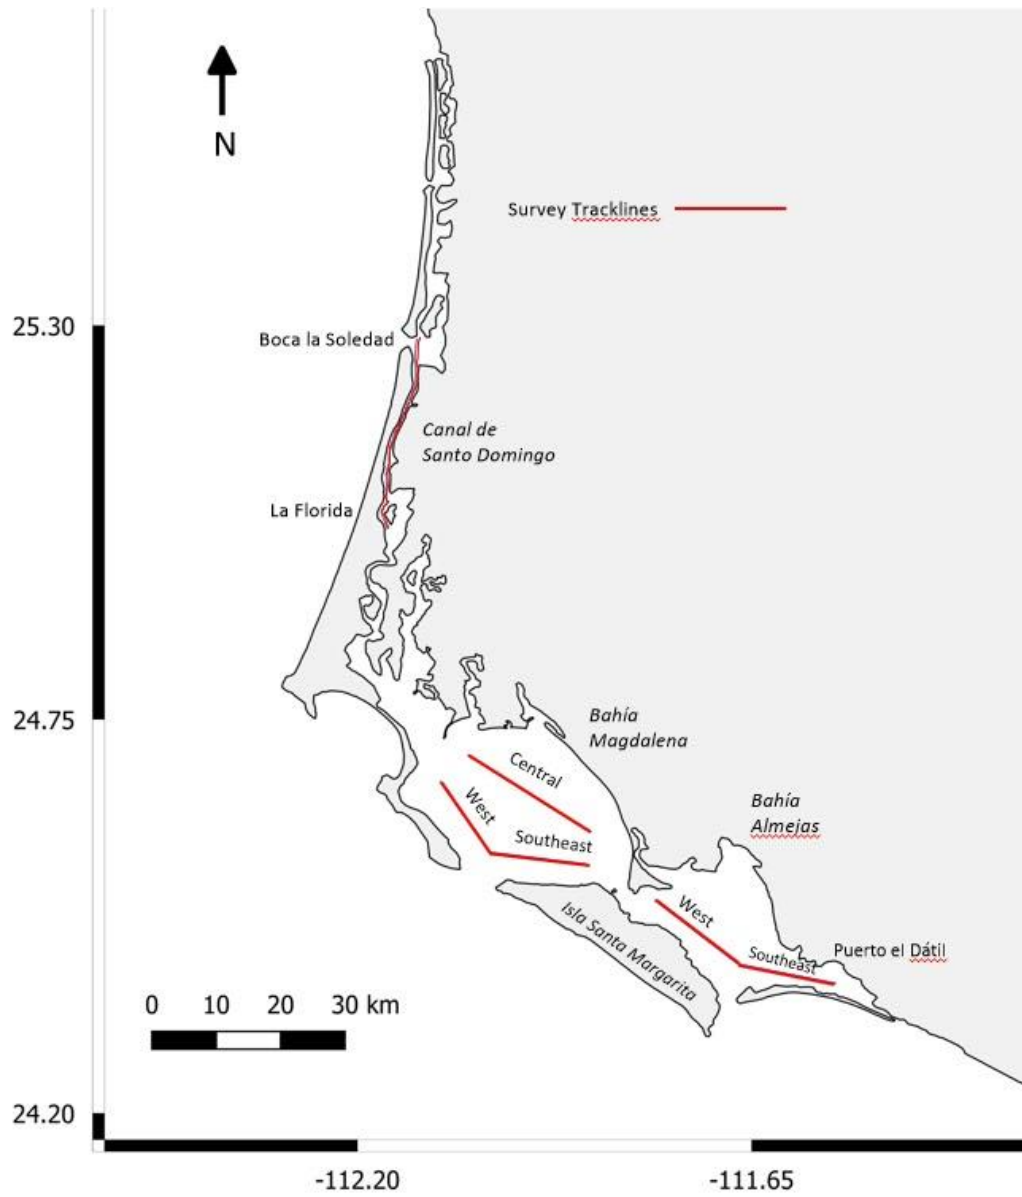 N
Survey Tracklines
25.30
Boca la Soledad
Canal de
Santo Domingo
La Florida
24.75
Bahía
Magdalena
Central
West
Southeast
Bahía
Almejas
Isla Santa Margarita
West
Southeast
Puerto el Dátil
0 10 20 30 km
24.20
-112.20
-111.65